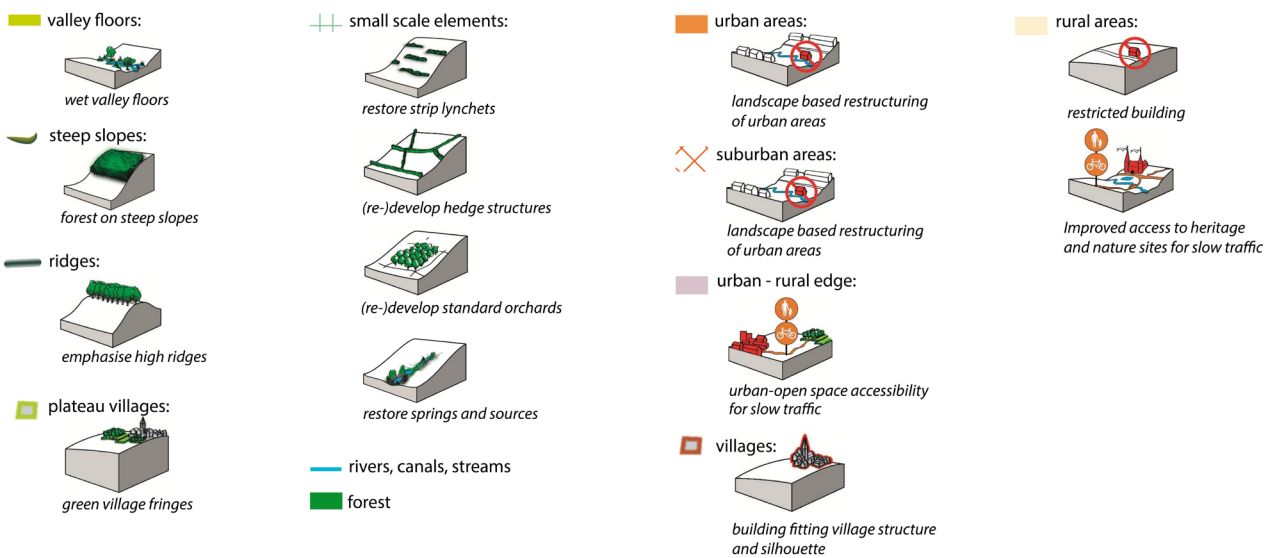 valley floors:
wet valley floors
steep slopes:
forest on steep slopes
ridges:
emphasise high ridges
plateau villages:
green village fringes
small scale elements:
restore strip lynchets
(re-)develop hedge structures
(re-)develop standard orchards
restore springs and sources
rivers, canals, streams
forest
urban areas:
landscape based restructuring
of urban areas
suburban areas:
landscape based restructuring
of urban areas
urban - rural edge:
urban-open space accessibility
for slow traffic
villages:
building fitting village structure
and silhouette
rural areas:
restricted building
Improved access to heritage
and nature sites for slow traffic